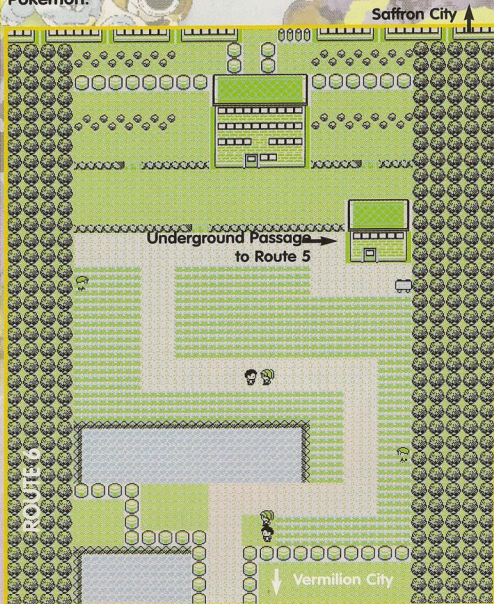 Pokémon.
Saffron City
Underground Passage
to Route 5
ROUTE 6
Vermilion City